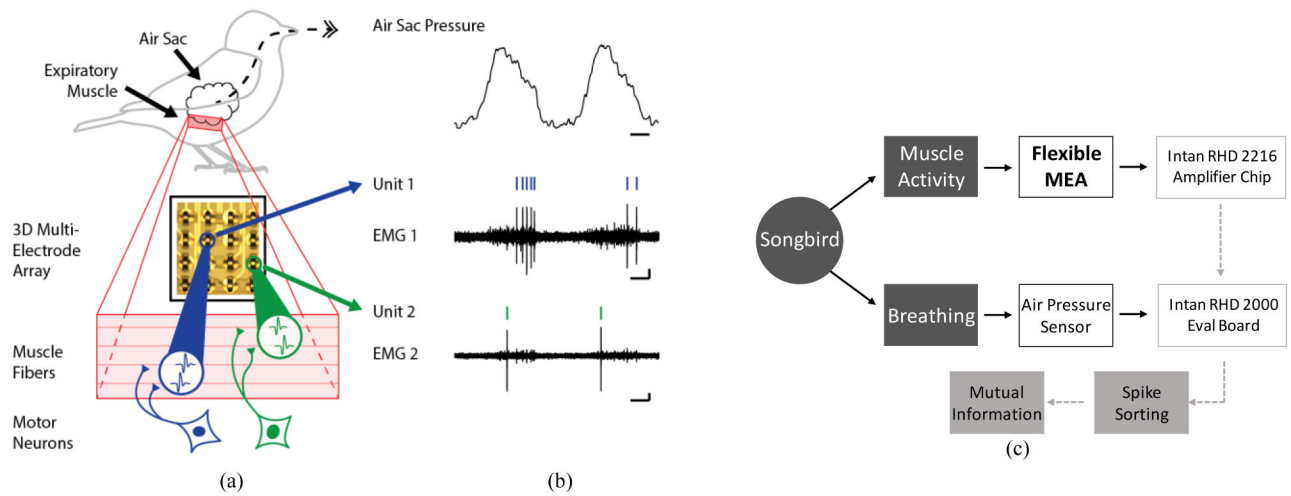 Air Sac
Expiratory
Muscle
3D Multi-
Electrode
Array
Muscle
Fibers
Motor
Neurons
(a)
Air Sac Pressure
Unit 1
EMG 1
Unit 2
EMG 2
(b)
Songbird
Muscle
Activity
Flexible
MEA
Intan RHD 2216
Amplifier Chip
Breathing
Air Pressure
Sensor
Intan RHD 2000
Eval Board
Mutual
Information
Spike
Sorting
(c)